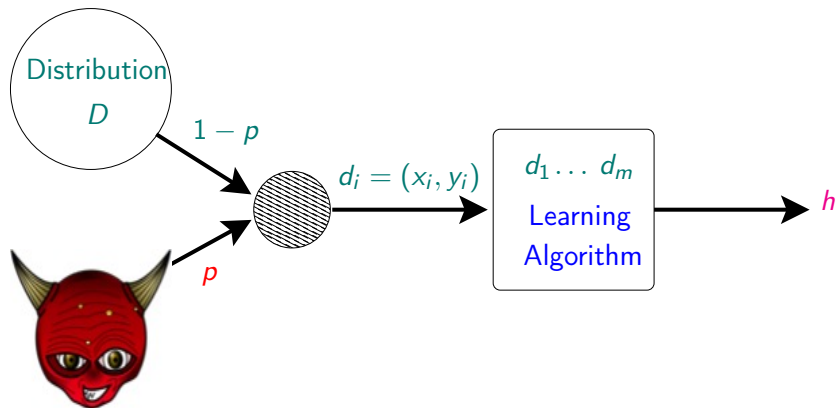 Distribution
D
1 − p
p
d_i = (x_i, y_i)
d_1 … d_m
Learning
Algorithm
h